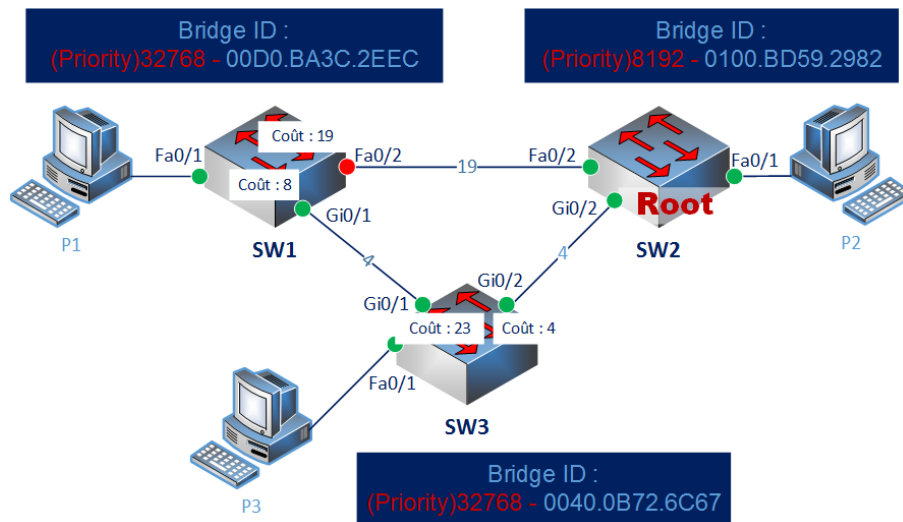 Bridge ID :
(Priority)32768 - 00D0.BA3C.2EEC
Bridge ID :
(Priority)8192 - 0100.BD59.2982
Coût : 19
Fa0/1
Fa0/2
19
Fa0/2
Fa0/1
Coût : 8
Gi0/1
Gi0/2
Root
P1
SW1
SW2
P2
4
4
Gi0/1
Gi0/2
Coût : 23
Coût : 4
Fa0/1
SW3
P3
Bridge ID :
(Priority)32768 - 0040.0B72.6C67